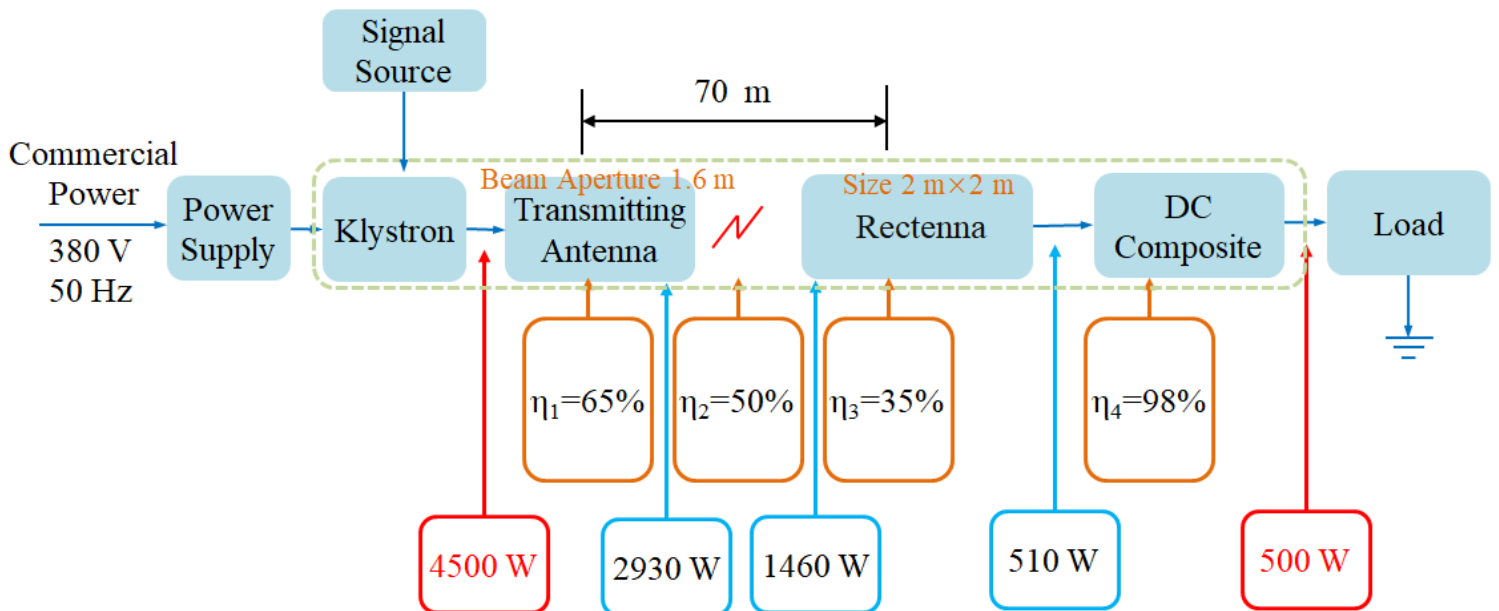 Signal
Source
70 m
Commercial
Power
380 V
50 Hz
Power
Supply
Klystron
Beam Aperture 1.6 m
Transmitting
Antenna
Size 2 m×2 m
Rectenna
DC
Composite
Load
η₁=65%
η₂=50%
η₃=35%
η₄=98%
4500 W
2930 W
1460 W
510 W
500 W